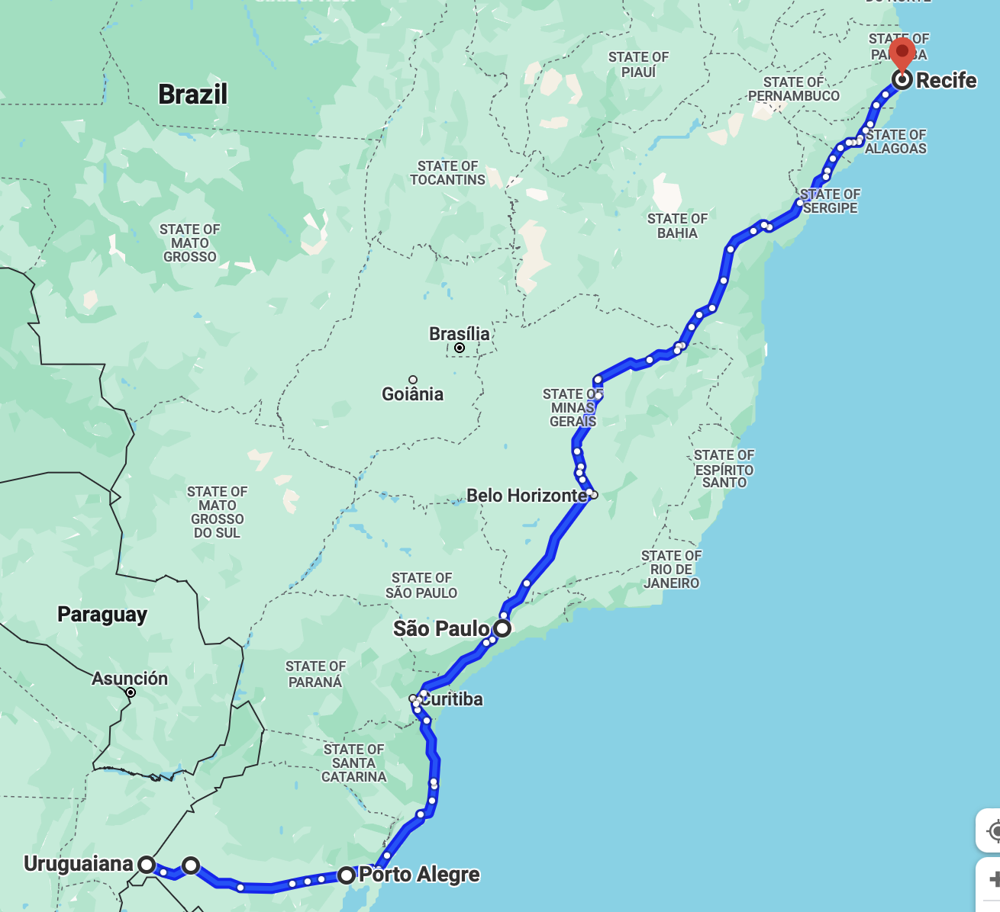 STATE OF
PIAUÍ
STATE OF
Recife
STATE OF
PERNAMBUCO
Brazil
STATE OF
ALAGOAS
STATE OF
TOCANTINS
STATE OF
SERGIPE
STATE OF
BAHIA
STATE OF
MATO
GROSSO
Brasília
Goiânia
STATE OF
MINAS
GERAIS
STATE OF
ESPÍRITO
SANTO
STATE OF
MATO
GROSSO
DO SUL
Belo Horizonte
STATE OF
RIO DE
JANEIRO
STATE OF
SÃO PAULO
Paraguay
São Paulo
STATE OF
PARANÁ
Asunción
Curitiba
STATE OF
SANTA
CATARINA
Uruguaiana
Porto Alegre